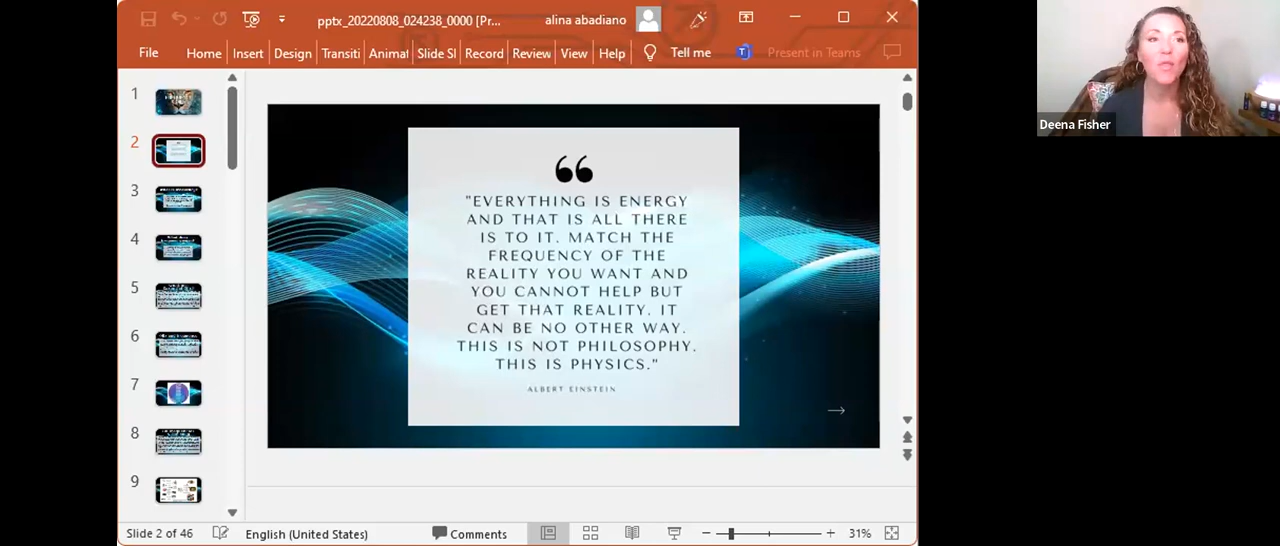 pptx_20220808_024238_0000 [Pr...
alina abadiano
File
Home
Insert
Design
Transiti
Animal
Slide Sl
Record
Review
View
Help
Tell me
Present in Teams
1
2
3
4
5
6
7
8
9
"EVERYTHING IS ENERGY
AND THAT IS ALL THERE
IS TO IT. MATCH THE
FREQUENCY OF THE
REALITY YOU WANT AND
YOU CANNOT HELP BUT
GET THAT REALITY. IT
CAN BE NO OTHER WAY.
THIS IS NOT PHILOSOPHY.
THIS IS PHYSICS."
ALBERT EINSTEIN
Slide 2 of 46
English (United States)
Comments
31%
Deena Fisher